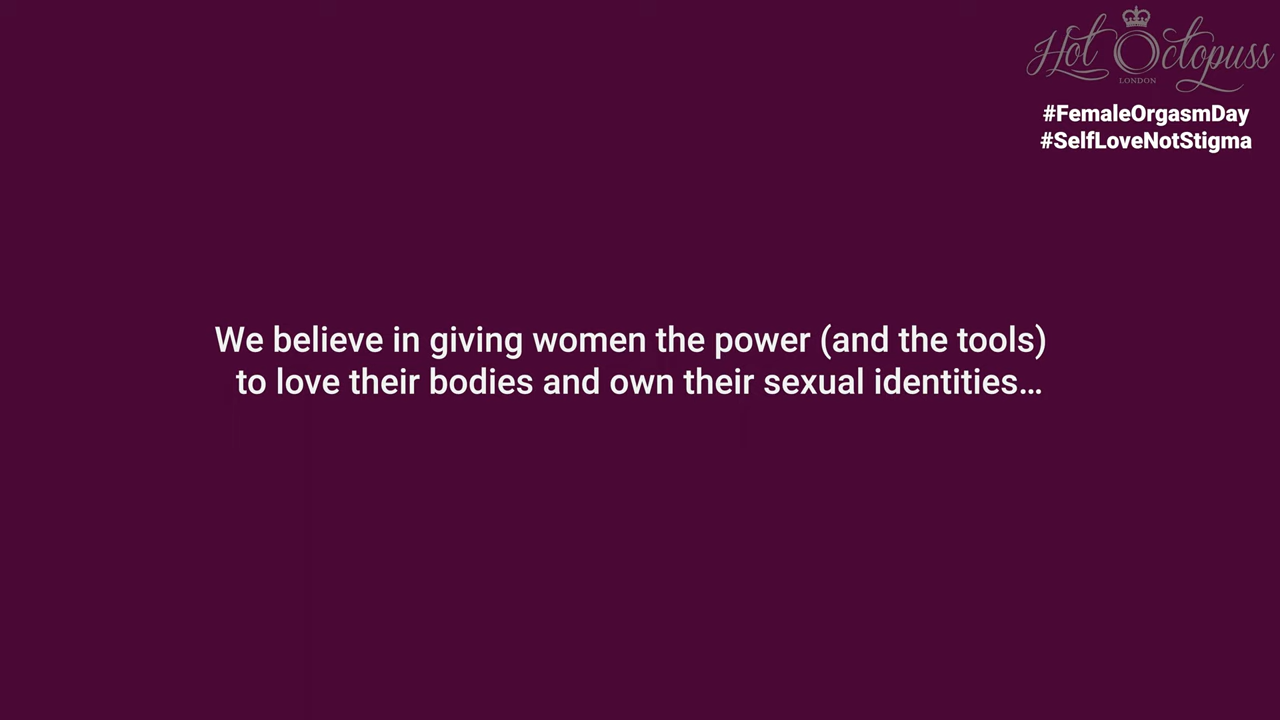 Hot Octopuss
LONDON
#FemaleOrgasmDay
#SelfLoveNotStigma
We believe in giving women the power (and the tools)
to love their bodies and own their sexual identities…